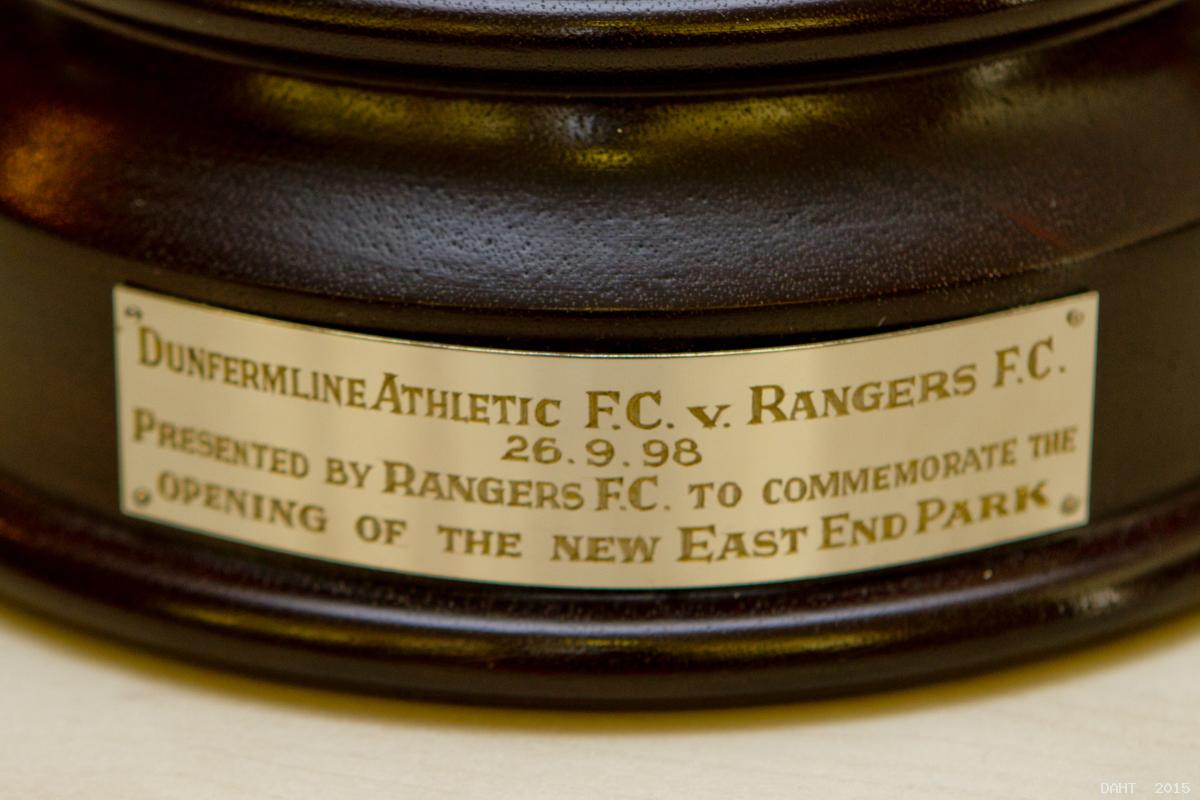 DUNFERMLINE ATHLETIC F.C. v. RANGERS F.C.
26.9.98
PRESENTED BY RANGERS F.C. TO COMMEMORATE THE
OPENING OF THE NEW EAST END PARK
DAHT 2015